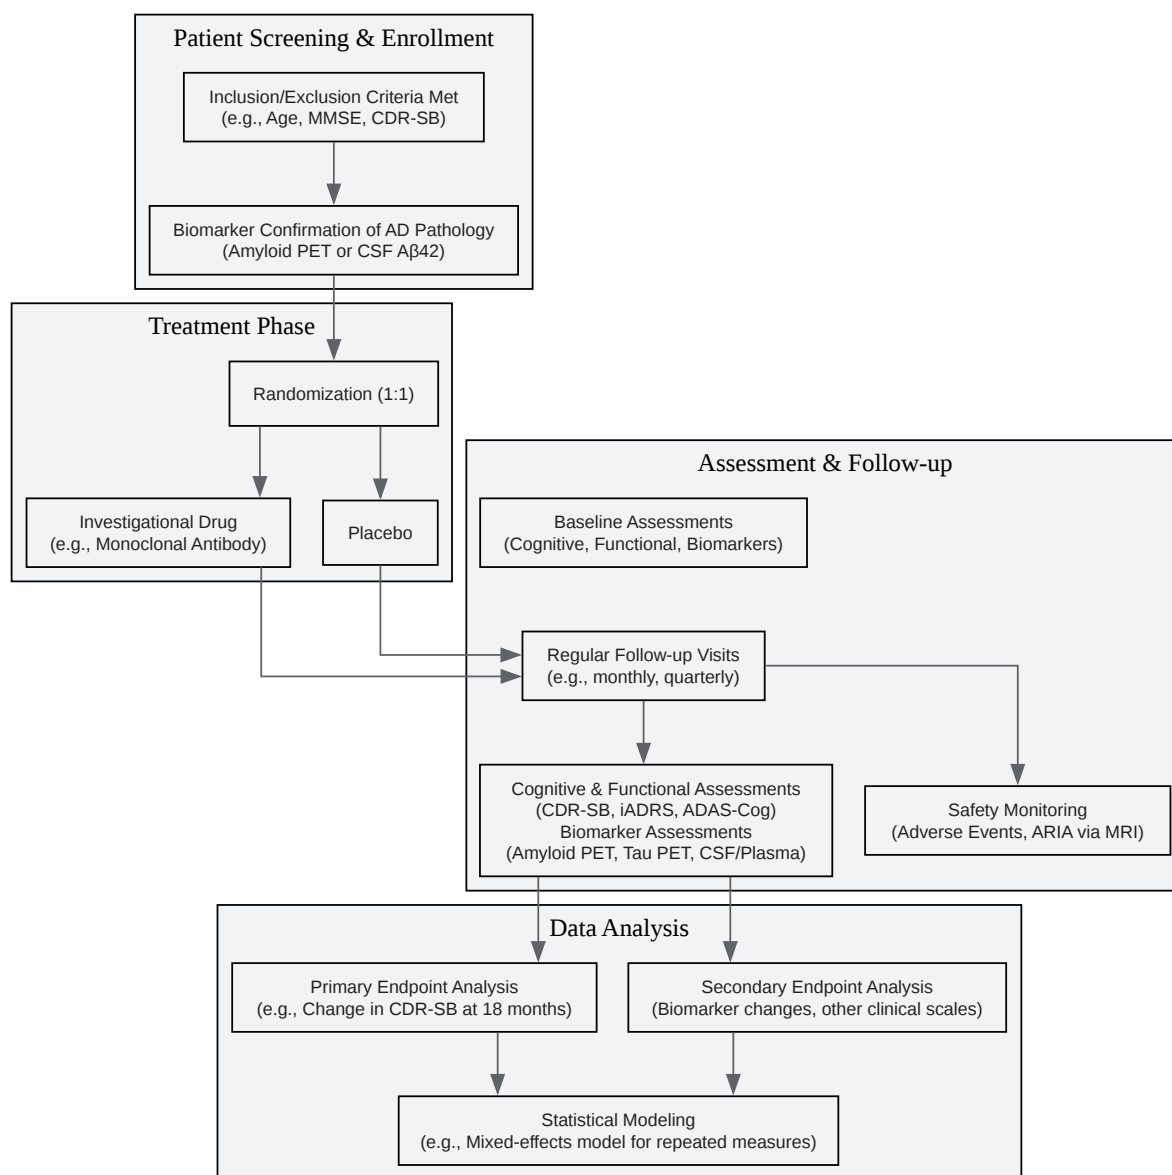 Patient Screening & Enrollment
Inclusion/Exclusion Criteria Met
(e.g., Age, MMSE, CDR-SB)
Biomarker Confirmation of AD Pathology
(Amyloid PET or CSF Aβ42)
Treatment Phase
Randomization (1:1)
Investigational Drug
(e.g., Monoclonal Antibody)
Placebo
Assessment & Follow-up
Baseline Assessments
(Cognitive, Functional, Biomarkers)
Regular Follow-up Visits
(e.g., monthly, quarterly)
Cognitive & Functional Assessments
(CDR-SB, iADRS, ADAS-Cog)
Biomarker Assessments
(Amyloid PET, Tau PET, CSF/Plasma)
Safety Monitoring
(Adverse Events, ARIA via MRI)
Data Analysis
Primary Endpoint Analysis
(e.g., Change in CDR-SB at 18 months)
Secondary Endpoint Analysis
(Biomarker changes, other clinical scales)
Statistical Modeling
(e.g., Mixed-effects model for repeated measures)